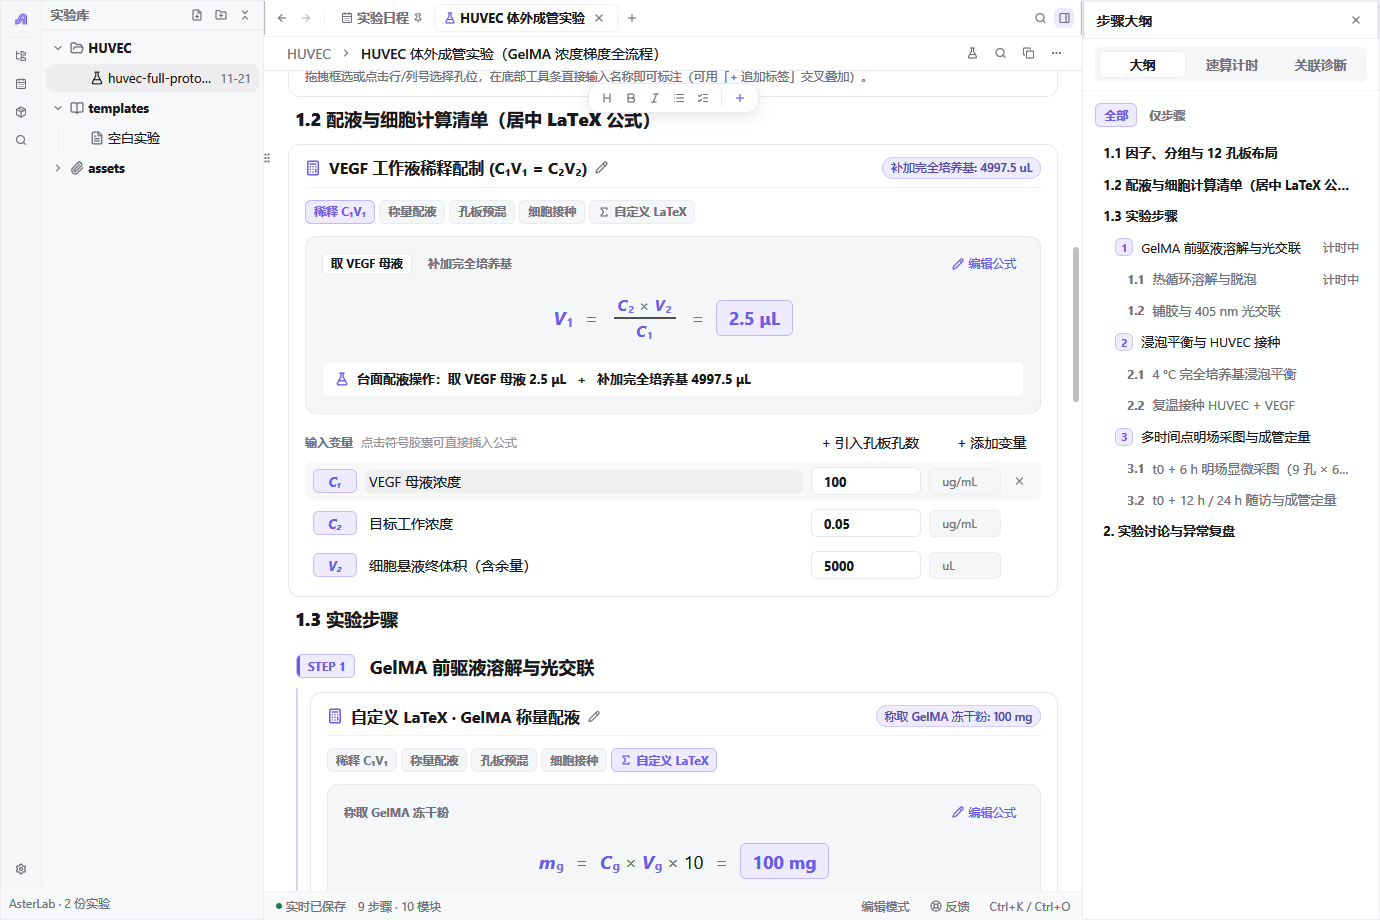 实验库
HUVEC
huvec-full-proto... 11-21
templates
空白实验
assets
AsterLab · 2 份实验
实验日程
HUVEC 体外成管实验
HUVEC > HUVEC 体外成管实验（GelMA 浓度梯度全流程）
拖拽框选或点击行/列号选择孔位，在底部工具条直接输入名称即可标注（可用「+ 追加标签」交叉叠加）。
H B I
1.2 配液与细胞计算清单（居中 LaTeX 公式）
VEGF 工作液稀释配制 (C₁V₁ = C₂V₂)
补加完全培养基: 4997.5 uL
稀释 C₁V₁ 称量配液 孔板预混 细胞接种 Σ 自定义 LaTeX
取 VEGF 母液 补加完全培养基 编辑公式
V₁ = C₂ × V₂ / C₁ = 2.5 µL
台面配液操作：取 VEGF 母液 2.5 µL + 补加完全培养基 4997.5 µL
输入变量 点击符号胶囊可直接插入公式 + 引入孔板孔数 + 添加变量
C₁ VEGF 母液浓度 100 ug/mL
C₂ 目标工作浓度 0.05 ug/mL
V₂ 细胞悬液终体积（含余量） 5000 uL
1.3 实验步骤
STEP 1 GelMA 前驱液溶解与光交联
自定义 LaTeX · GelMA 称量配液
称取 GelMA 冻干粉: 100 mg
稀释 C₁V₁ 称量配液 孔板预混 细胞接种 Σ 自定义 LaTeX
称取 GelMA 冻干粉 编辑公式
m_g = C_g × V_g × 10 = 100 mg
实时已保存 9 步骤 · 10 模块 编辑模式 反馈 Ctrl+K / Ctrl+O
步骤大纲
大纲 速算计时 关联诊断
全部 仅步骤
1.1 因子、分组与 12 孔板布局
1.2 配液与细胞计算清单（居中 LaTeX 公...
1.3 实验步骤
1 GelMA 前驱液溶解与光交联 计时中
1.1 热循环溶解与脱泡 计时中
1.2 铺胶与 405 nm 光交联
2 浸泡平衡与 HUVEC 接种
2.1 4 °C 完全培养基浸泡平衡
2.2 复温接种 HUVEC + VEGF
3 多时间点明场采图与成管定量
3.1 t0 + 6 h 明场显微采图（9 孔 × 6...
3.2 t0 + 12 h / 24 h 随访与成管定量
2. 实验讨论与异常复盘